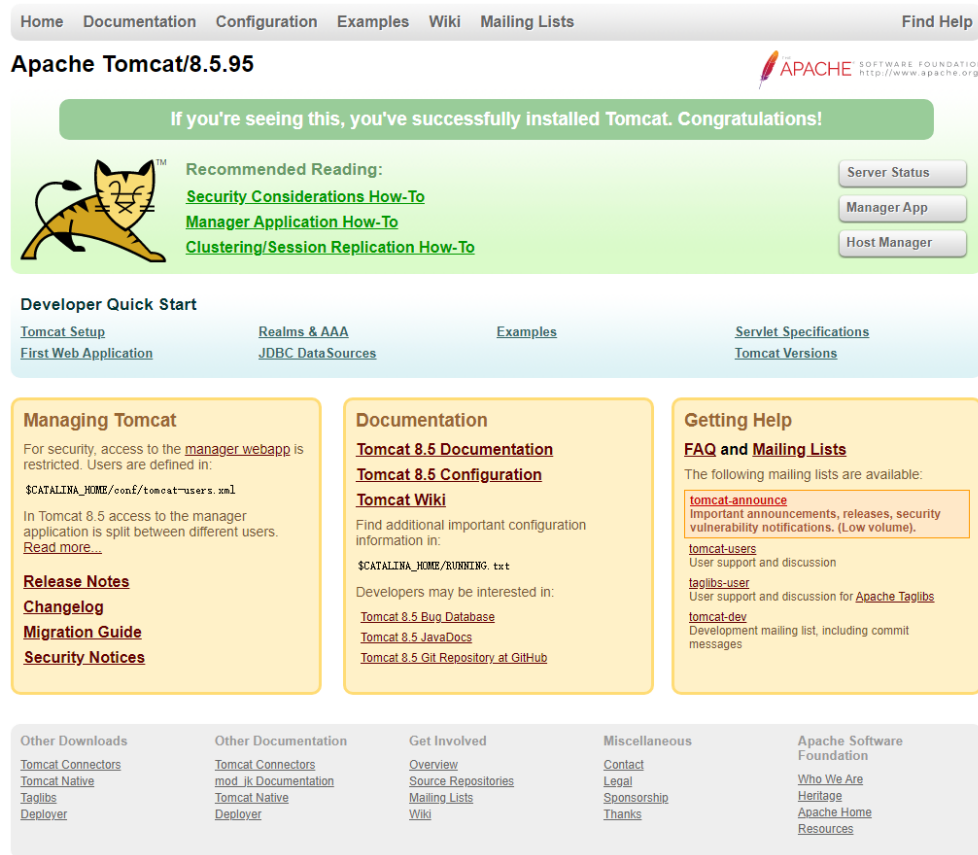 Home Documentation Configuration Examples Wiki Mailing Lists Find Help
Apache Tomcat/8.5.95
THE
APACHE SOFTWARE FOUNDATION
http://www.apache.org
If you're seeing this, you've successfully installed Tomcat. Congratulations!
TM
Recommended Reading:
Security Considerations How-To
Manager Application How-To
Clustering/Session Replication How-To
Server Status
Manager App
Host Manager
Developer Quick Start
Tomcat Setup
First Web Application
Realms & AAA
JDBC DataSources
Examples
Servlet Specifications
Tomcat Versions
Managing Tomcat
For security, access to the manager webapp is
restricted. Users are defined in:
$CATALINA_HOME/conf/tomcat-users.xml
In Tomcat 8.5 access to the manager
application is split between different users.
Read more...
Release Notes
Changelog
Migration Guide
Security Notices
Documentation
Tomcat 8.5 Documentation
Tomcat 8.5 Configuration
Tomcat Wiki
Find additional important configuration
information in:
$CATALINA_HOME/RUNNING.txt
Developers may be interested in:
Tomcat 8.5 Bug Database
Tomcat 8.5 JavaDocs
Tomcat 8.5 Git Repository at GitHub
Getting Help
FAQ and Mailing Lists
The following mailing lists are available:
tomcat-announce
Important announcements, releases, security
vulnerability notifications. (Low volume).
tomcat-users
User support and discussion
taglibs-user
User support and discussion for Apache Taglibs
tomcat-dev
Development mailing list, including commit
messages
Other Downloads
Tomcat Connectors
Tomcat Native
Taglibs
Deployer
Other Documentation
Tomcat Connectors
mod_jk Documentation
Tomcat Native
Deployer
Get Involved
Overview
Source Repositories
Mailing Lists
Wiki
Miscellaneous
Contact
Legal
Sponsorship
Thanks
Apache Software
Foundation
Who We Are
Heritage
Apache Home
Resources